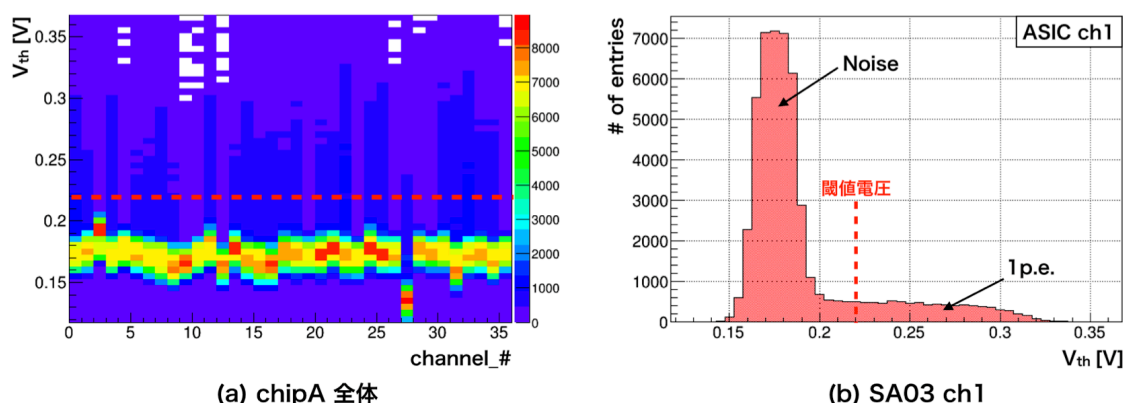 Vth [V]
0.35
0.3
0.25
0.2
0.15
0 5 10 15 20 25 30 35
channel_#
8000
7000
6000
5000
4000
3000
2000
1000
0
(a) chipA 全体
# of entries
7000
6000
5000
4000
3000
2000
1000
0
ASIC ch1
Noise
閾値電圧
1p.e.
0.15 0.2 0.25 0.3 0.35
Vth [V]
(b) SA03 ch1